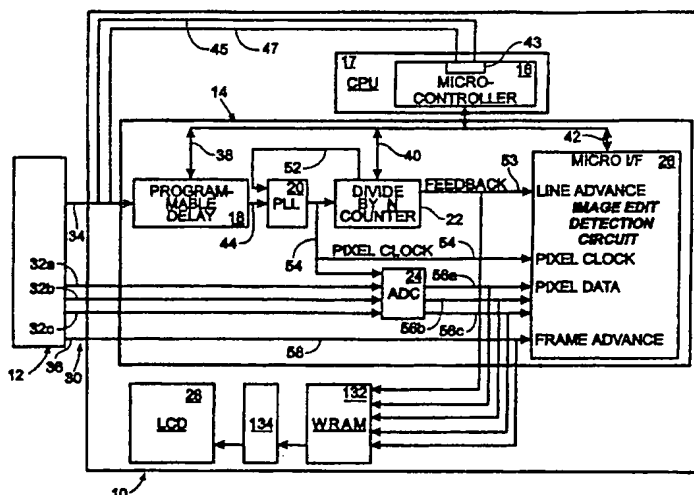 45
47
43
17
CPU
16
MICRO-
CONTROLLER
14
42
38
52
40
MICRO I/F 28
53
PROGRAM-
MABLE
DELAY
18
20
PLL
DIVIDE
BY N
COUNTER
FEEDBACK
LINE ADVANCE
IMAGE EDIT
DETECTION
CIRCUIT
34
44
22
54
PIXEL CLOCK
54
PIXEL CLOCK
32a
32b
32c
24
ADC
56a
56b
56c
PIXEL DATA
58
FRAME ADVANCE
12
36
30
26
LCD
134
132
WRAM
10